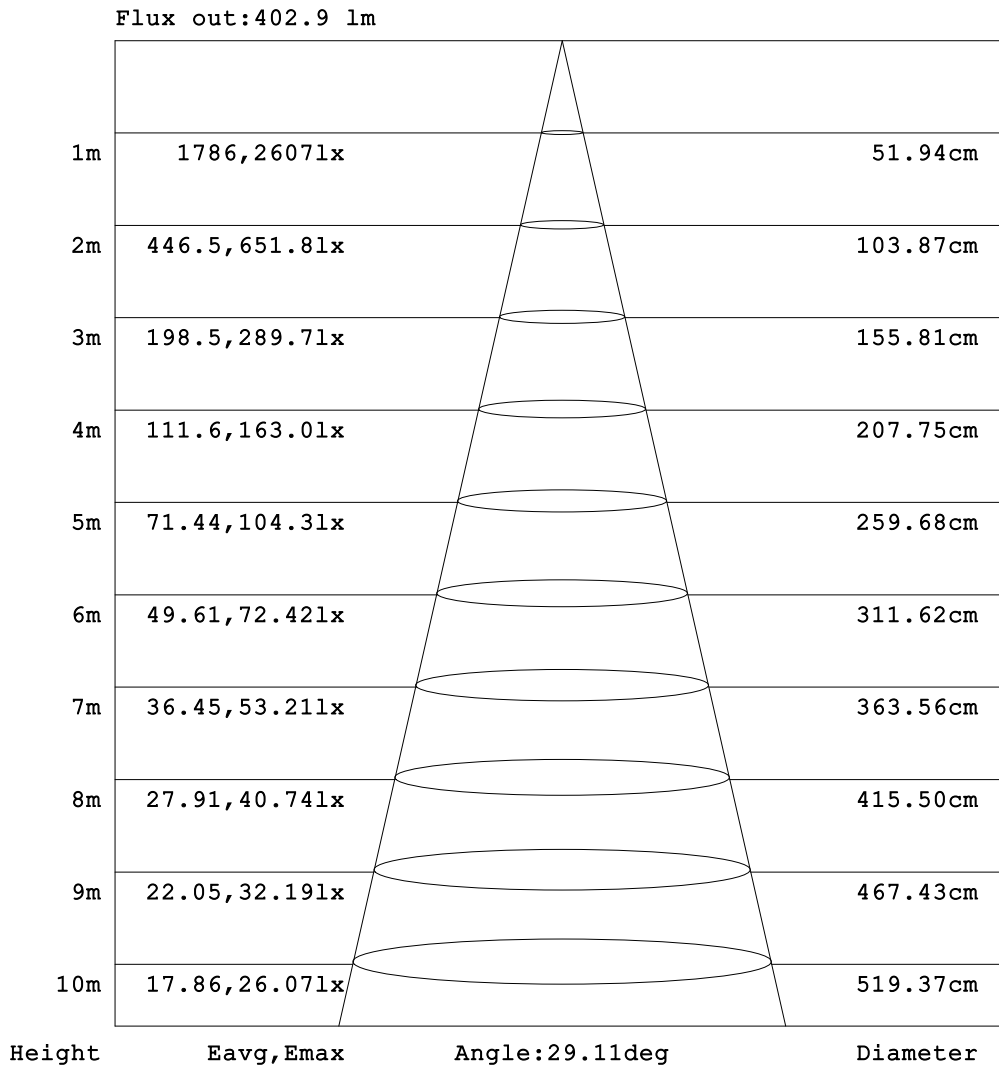 Flux out:402.9 lm
1m 1786,2607lx 51.94cm
2m 446.5,651.8lx 103.87cm
3m 198.5,289.7lx 155.81cm
4m 111.6,163.0lx 207.75cm
5m 71.44,104.3lx 259.68cm
6m 49.61,72.42lx 311.62cm
7m 36.45,53.21lx 363.56cm
8m 27.91,40.74lx 415.50cm
9m 22.05,32.19lx 467.43cm
10m 17.86,26.07lx 519.37cm
Height Eavg,Emax Angle:29.11deg Diameter